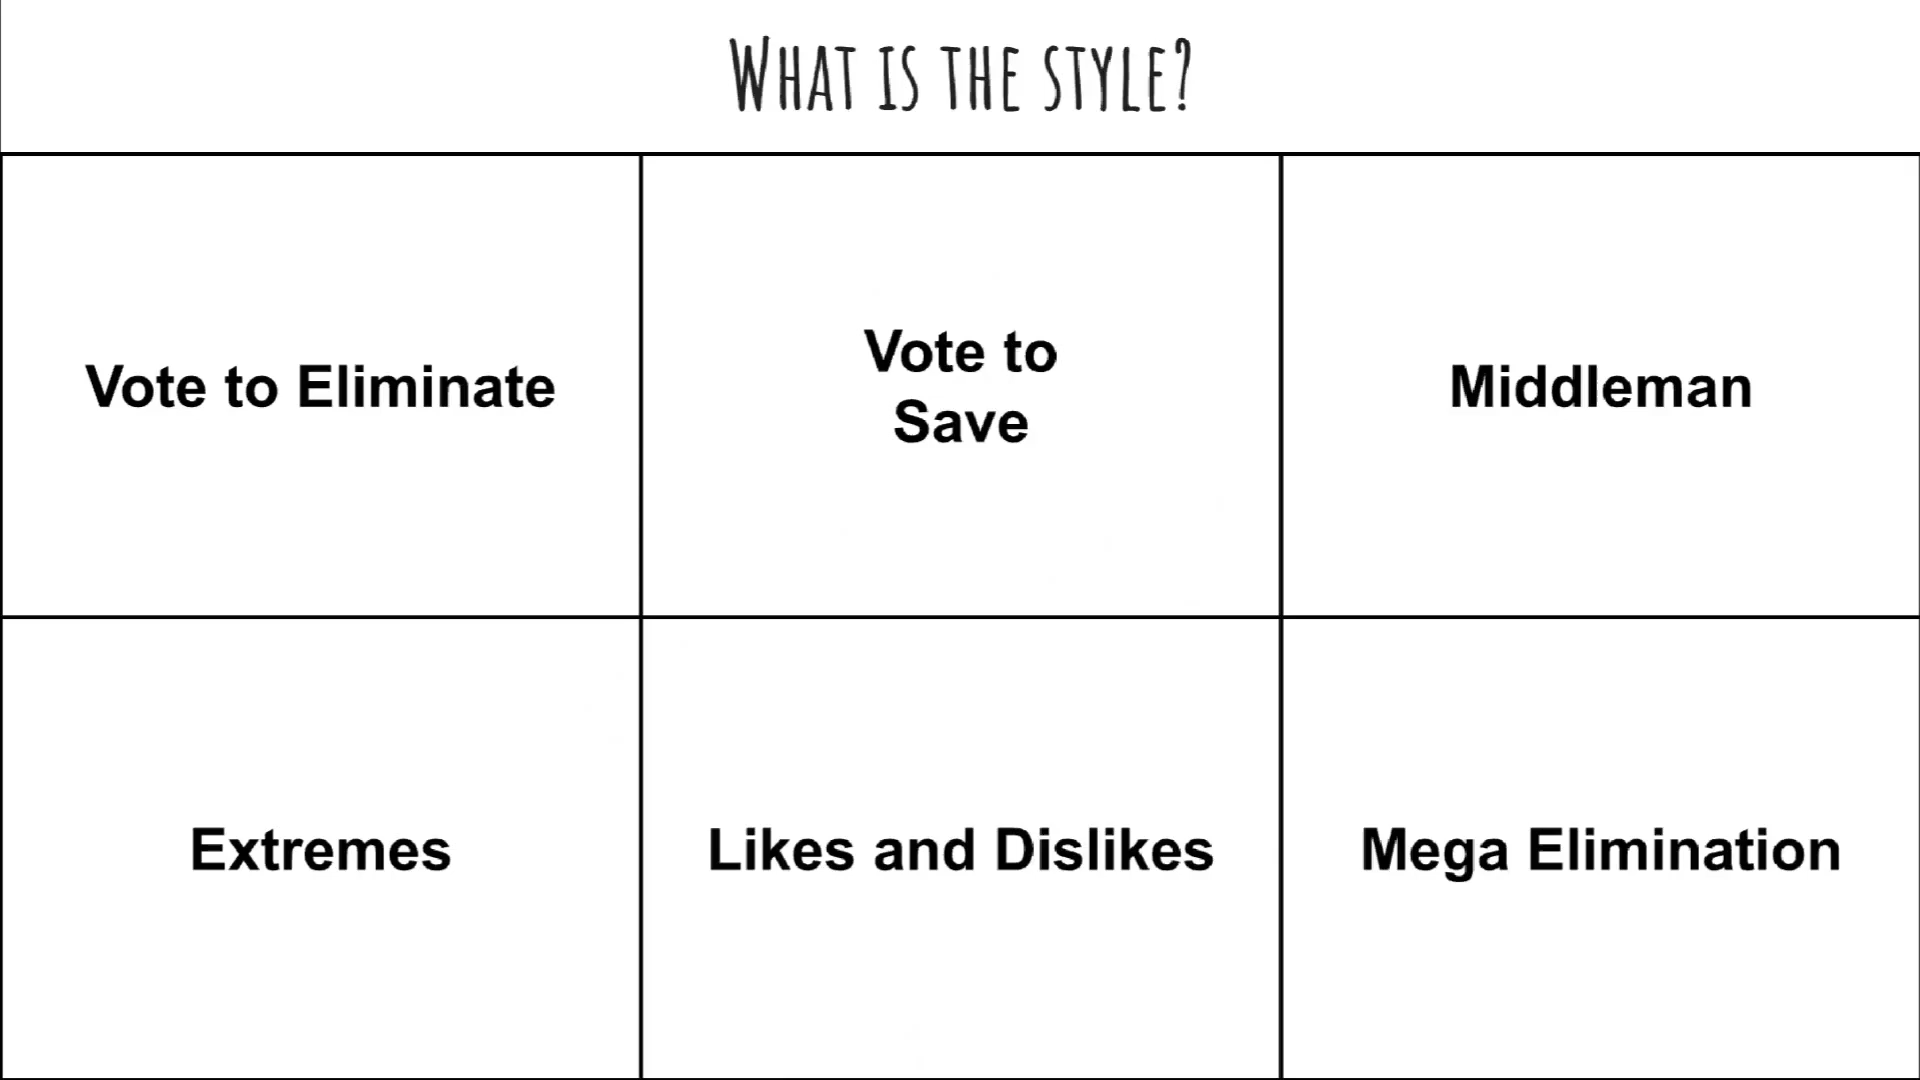 What is the style?
Vote to Eliminate
Vote to
Save
Middleman
Extremes
Likes and Dislikes
Mega Elimination